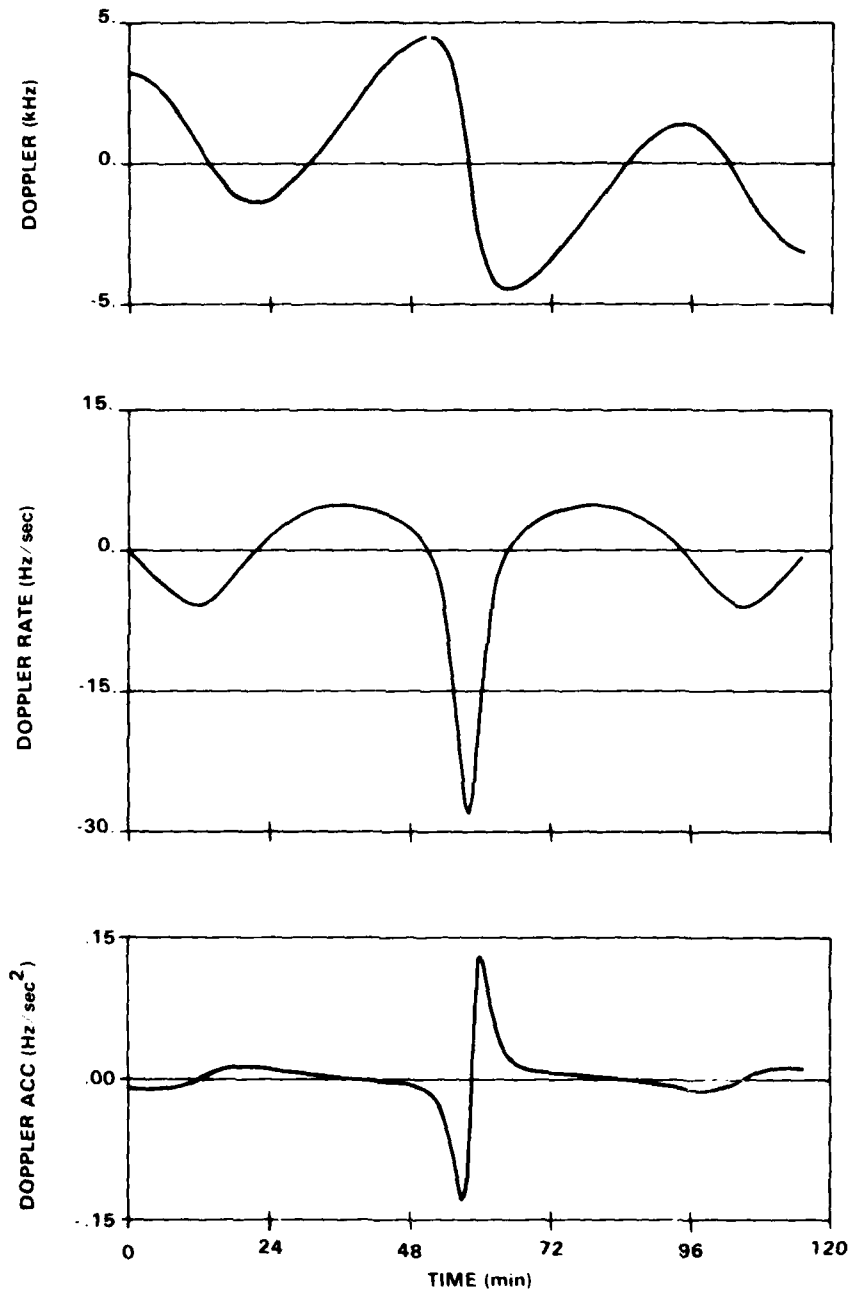 5.
0.
-5.
DOPPLER (kHz)
15.
0.
-15.
-30.
DOPPLER RATE (Hz/sec)
.15
.00
-.15
DOPPLER ACC (Hz/sec²)
0 24 48 72 96 120
TIME (min)